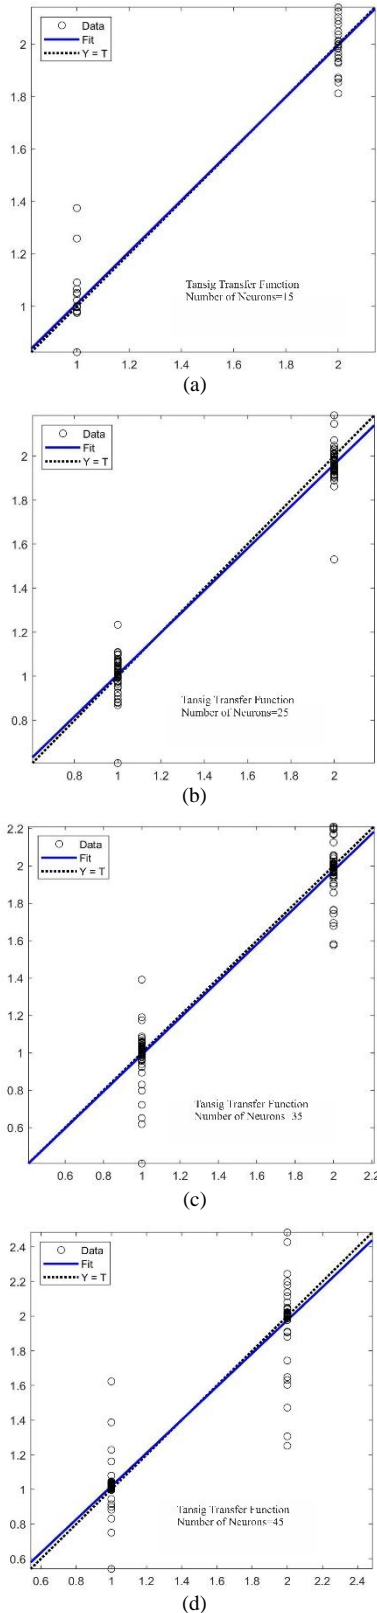 Data
Fit
Y = T
2
1.8
1.6
1.4
1.2
1
Tansig Transfer Function
Number of Neurons=15
1 1.2 1.4 1.6 1.8 2
(a)
Data
Fit
Y = T
2
1.8
1.6
1.4
1.2
1
0.8
Tansig Transfer Function
Number of Neurons=25
0.8 1 1.2 1.4 1.6 1.8 2
(b)
2.2
Data
Fit
Y = T
2
1.8
1.6
1.4
1.2
1
0.8
0.6
Tansig Transfer Function
Number of Neurons 35
0.6 0.8 1 1.2 1.4 1.6 1.8 2 2.2
(c)
2.4
Data
Fit
Y = T
2.2
2
1.8
1.6
1.4
1.2
1
0.8
0.6
Tansig Transfer Function
Number of Neurons=45
0.6 0.8 1 1.2 1.4 1.6 1.8 2 2.2 2.4
(d)